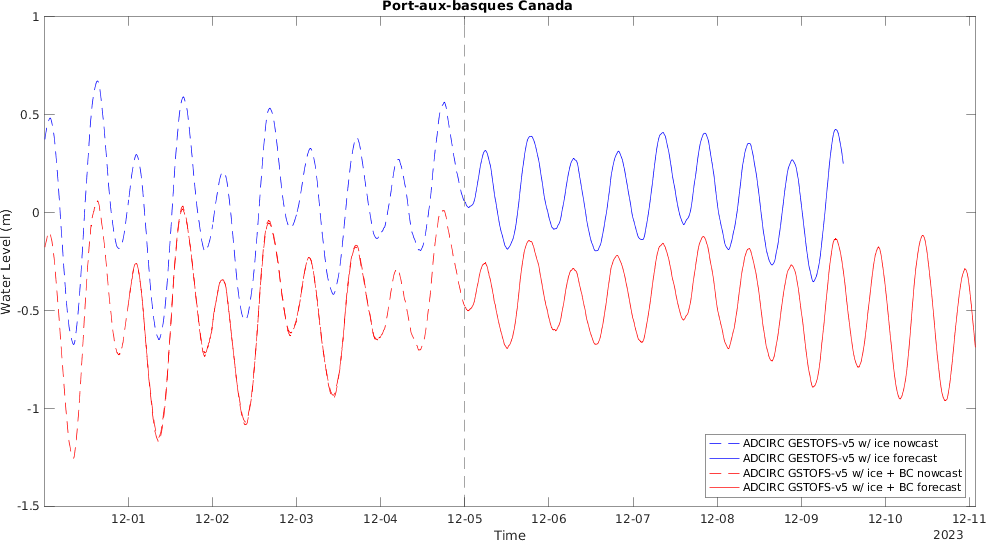 Port-aux-basques Canada
1
0.5
0
-0.5
-1
-1.5
Water Level (m)
12-01 12-02 12-03 12-04 12-05 12-06 12-07 12-08 12-09 12-10 12-11
Time
2023
ADCIRC GESTOFS-v5 w/ ice nowcast
ADCIRC GESTOFS-v5 w/ ice forecast
ADCIRC GSTOFS-v5 w/ ice + BC nowcast
ADCIRC GSTOFS-v5 w/ ice + BC forecast